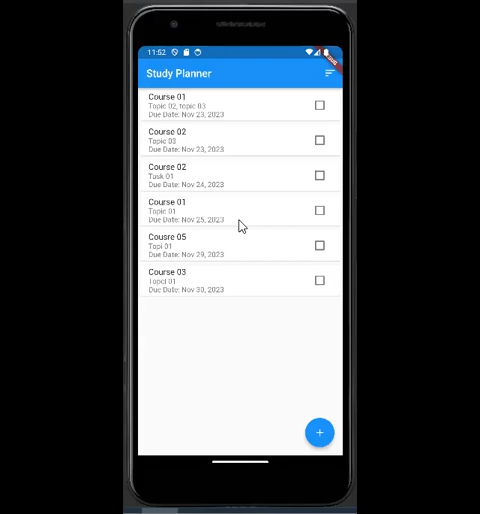 11:52
Study Planner
Course 01
Topic 02, topic 03
Due Date: Nov 23, 2023
Course 02
Topic 03
Due Date: Nov 23, 2023
Course 02
Task 01
Due Date: Nov 24, 2023
Course 01
Topic 01
Due Date: Nov 25, 2023
Cousre 05
Topi 01
Due Date: Nov 29, 2023
Course 03
Topci 01
Due Date: Nov 30, 2023
+